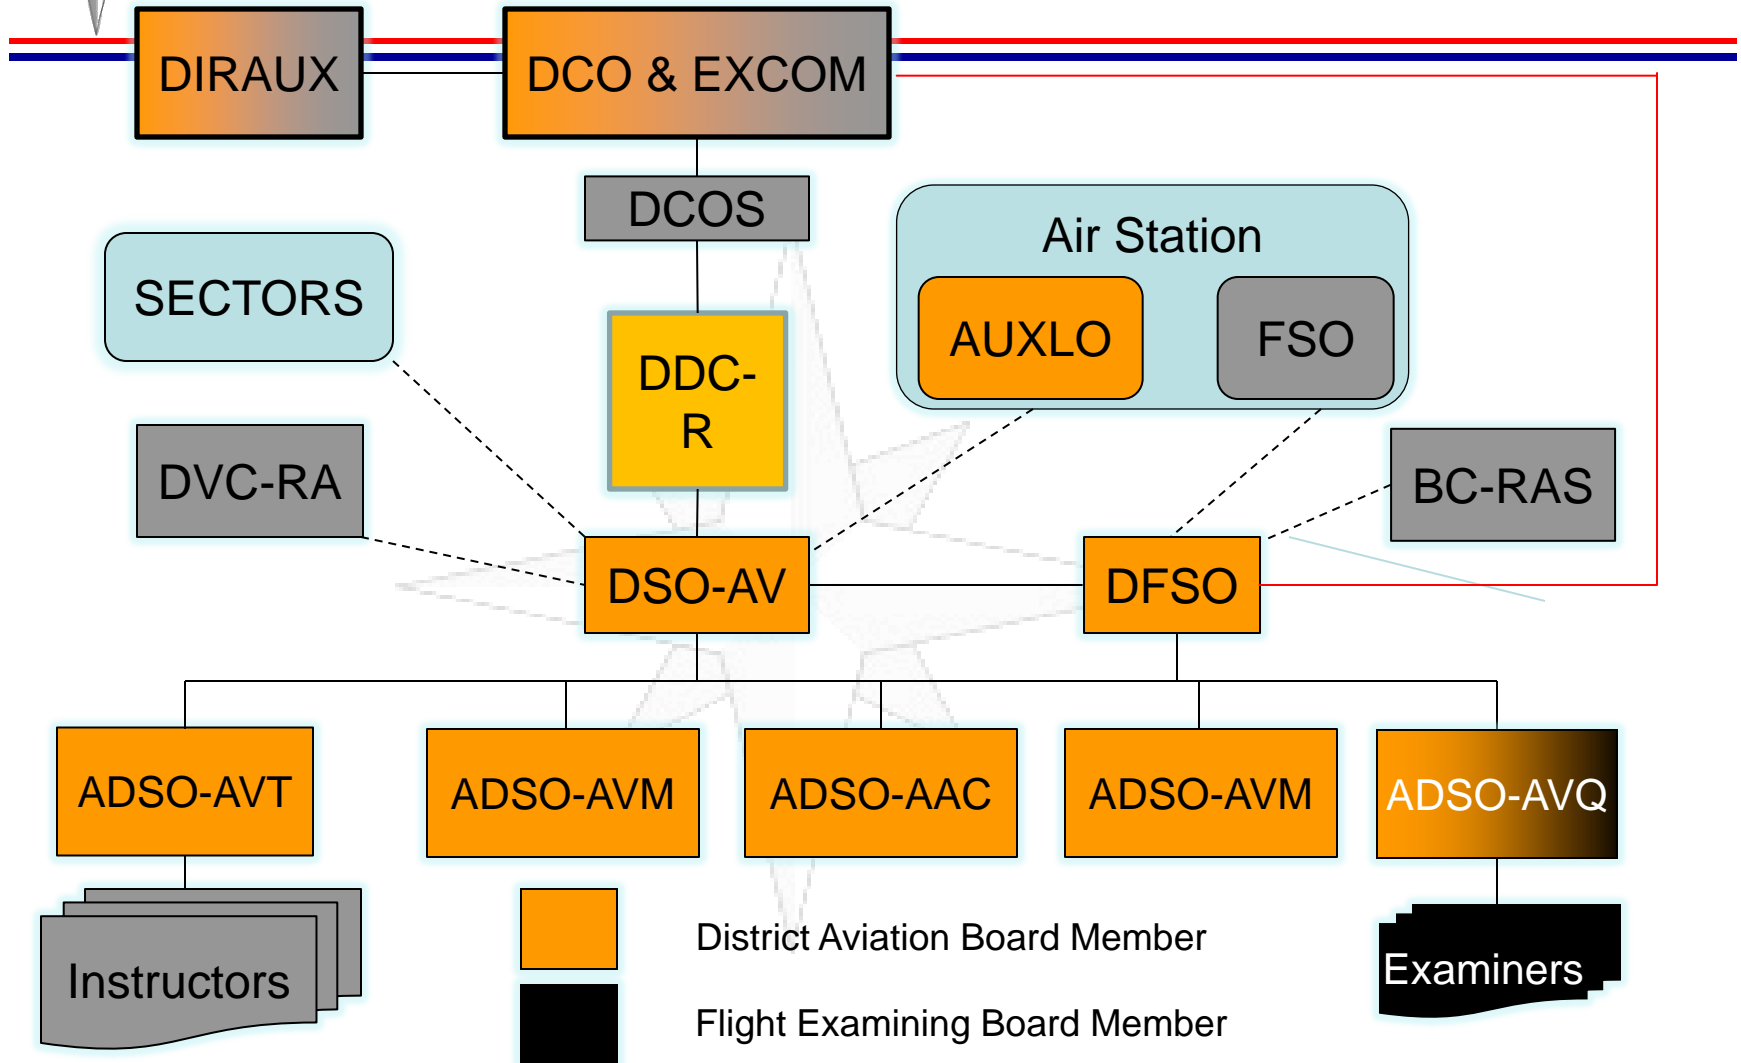 DIRAUX
DCO & EXCOM
DCOS
Air Station
SECTORS
AUXLO
FSO
DDC-
R
DVC-RA
BC-RAS
DSO-AV
DFSO
ADSO-AVT
ADSO-AVM
ADSO-AAC
ADSO-AVM
ADSO-AVQ
Instructors
District Aviation Board Member
Examiners
Flight Examining Board Member